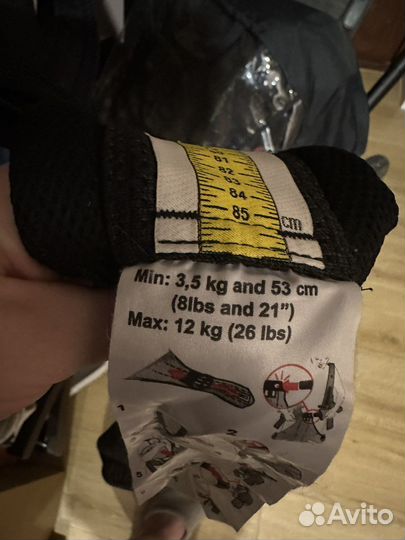 81
82
83
84
85
cm
Min: 3,5 kg and 53 cm
(8lbs and 21”)
Max: 12 kg (26 lbs)
1
2
5
Avito